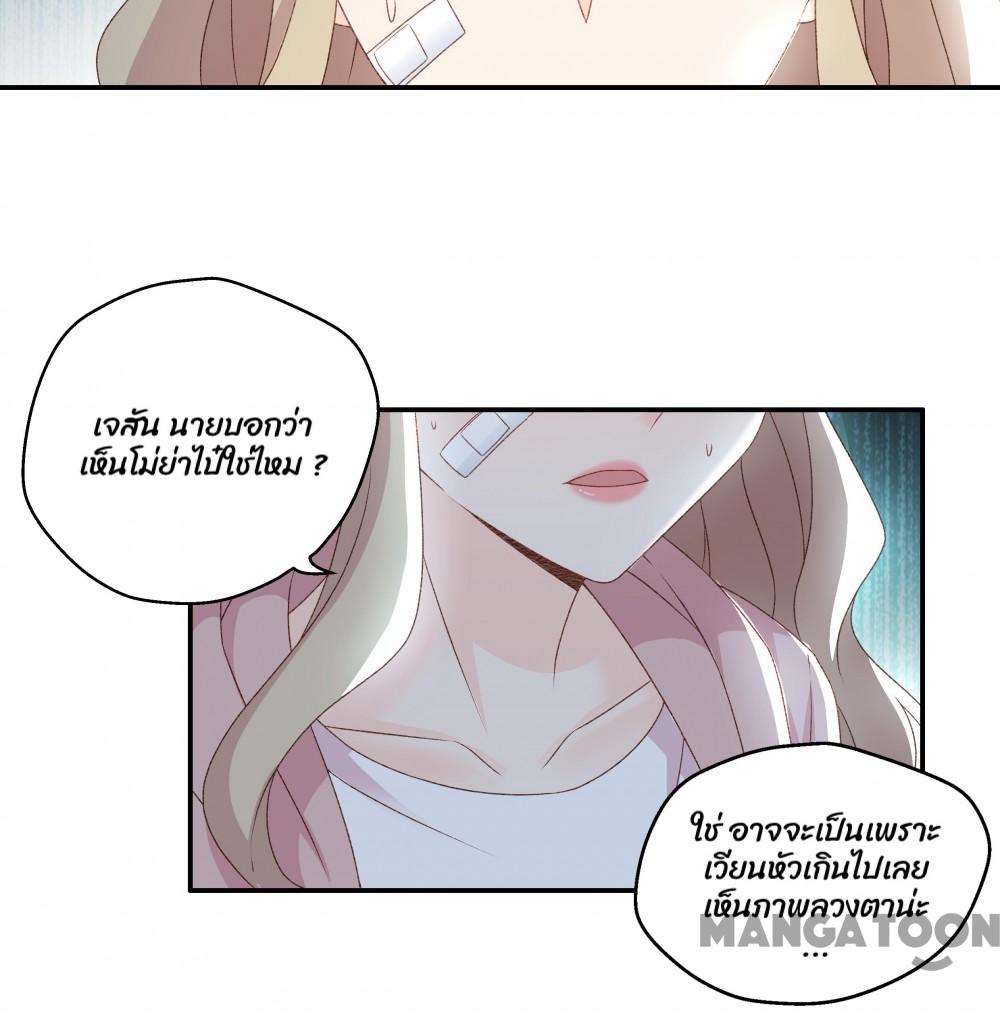 เจสัน นายบอกว่า
เห็นโม่ย่าไป๋ใช่ไหม ?
ใช่ อาจจะเป็นเพราะ
เวียนหัวเกินไปเลย
เห็นภาพลวงตาน่ะ
...
MANGATOON